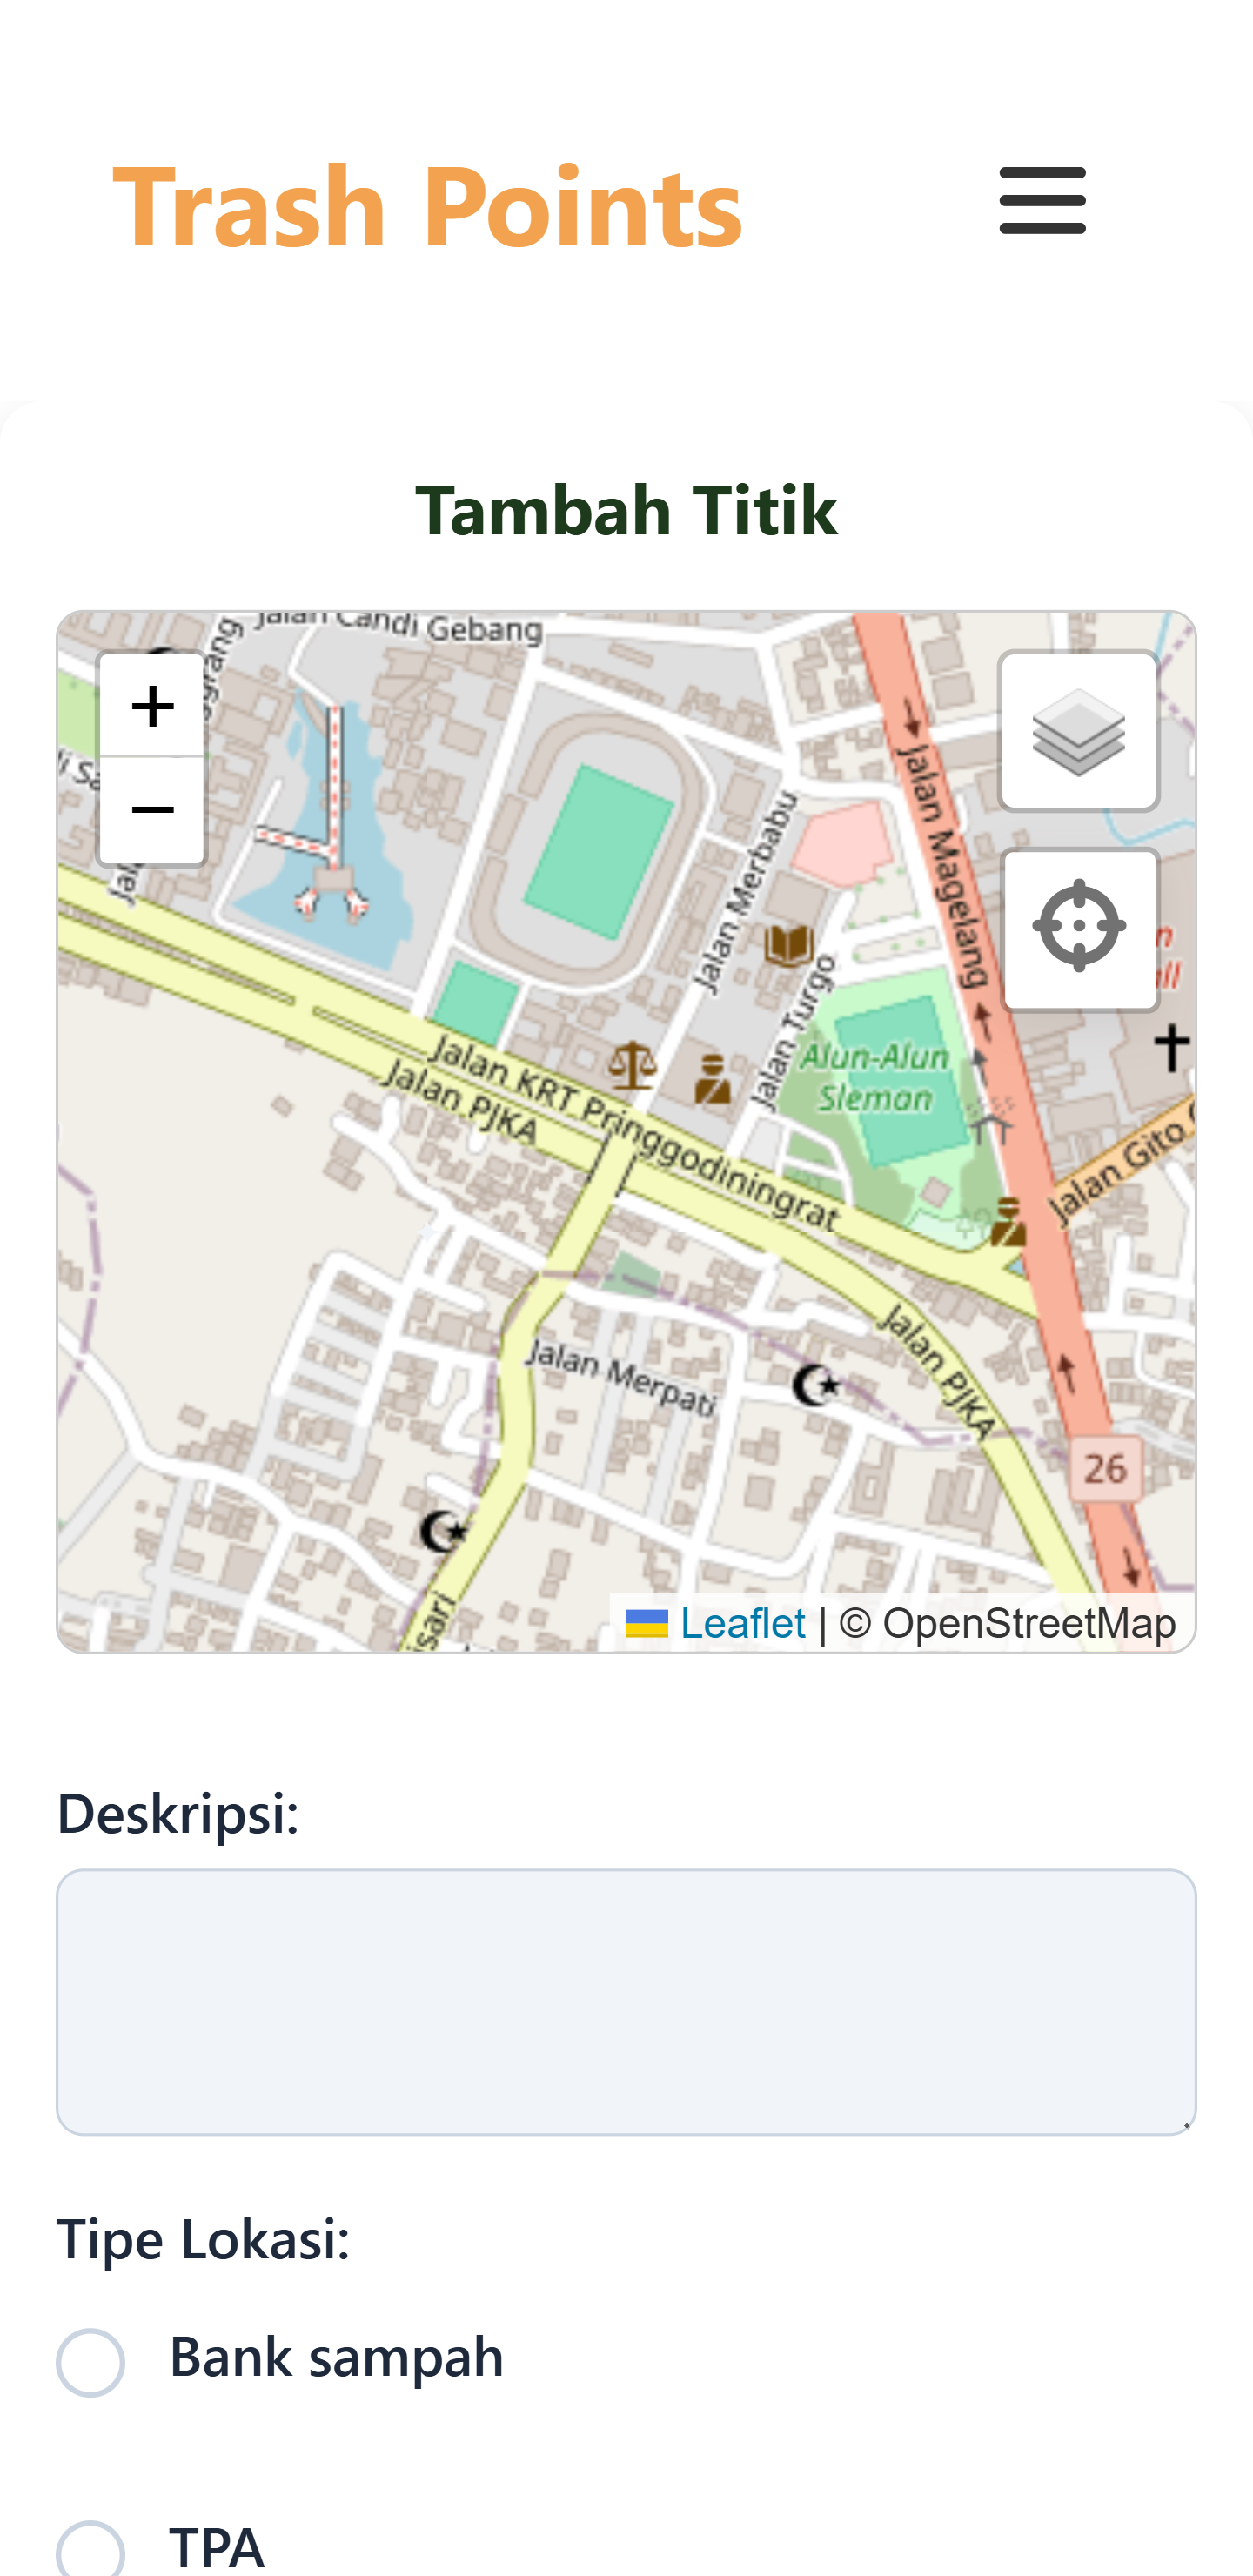 Trash Points
Tambah Titik
Jalan Candi Gebang
+
−
Jalan Magelang
Jalan Merbabu
Jalan Turgo
Alun-Alun
Sleman
Jalan KRT Pringgodiningrat
Jalan PJKA
Jalan Gito
Jalan Merpati
Jalan PJKA
26
Leaflet | © OpenStreetMap
Deskripsi:
Tipe Lokasi:
Bank sampah
TPA